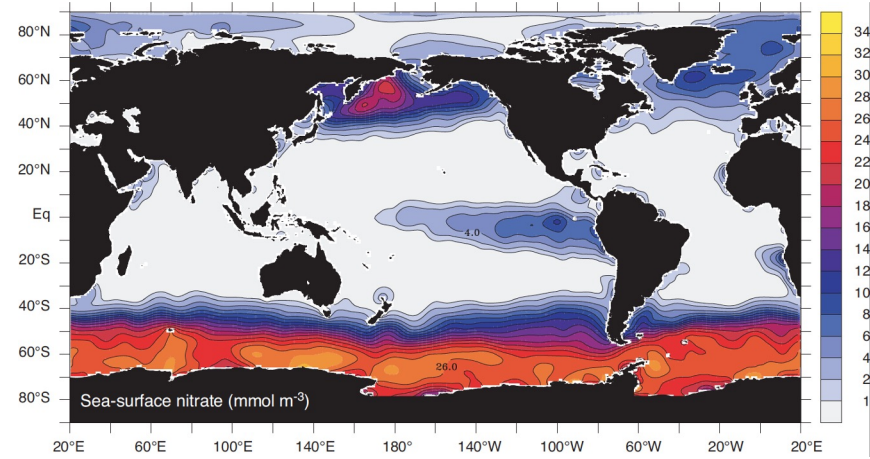 80°N
60°N
40°N
20°N
Eq
20°S
40°S
60°S
80°S
4.0
26.0
Sea-surface nitrate (mmol m⁻³)
20°E 60°E 100°E 140°E 180° 140°W 100°W 60°W 20°W 20°E
34
32
30
28
26
24
22
20
18
16
14
12
10
8
6
4
2
1